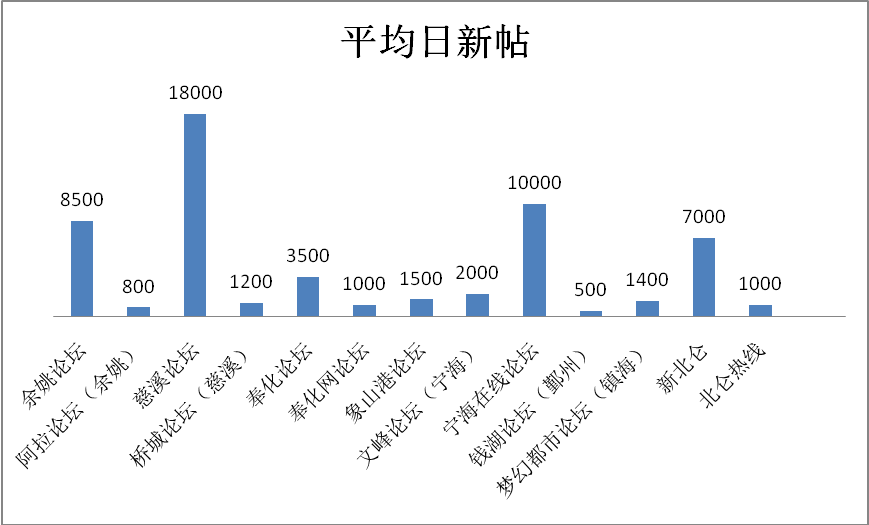 平均日新帖
18000
10000
8500
7000
3500
2000
1500
1400
1200
1000
1000
800
500
余姚论坛
阿拉论坛（余姚）
慈溪论坛
桥城论坛（慈溪）
奉化论坛
奉化网论坛
象山港论坛
文峰论坛（宁海）
宁海在线论坛
钱湖论坛（鄞州）
梦幻都市论坛（镇海）
新北仑
北仑热线